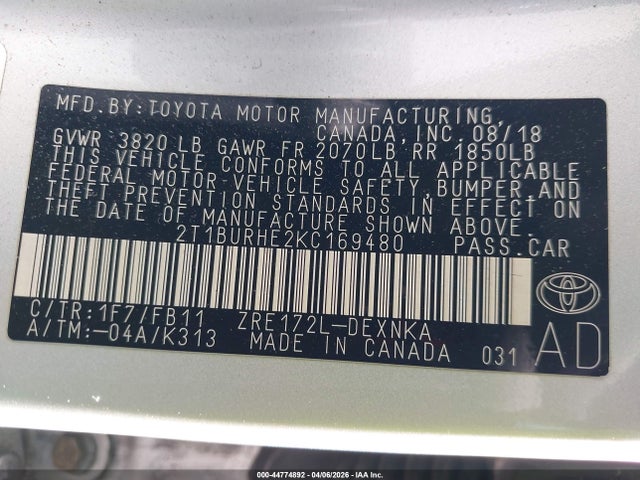 MFD. BY: TOYOTA MOTOR MANUFACTURING,
CANADA, INC. 08/18
GVWR 3820 LB GAWR FR 2070LB RR 1850LB
THIS VEHICLE CONFORMS TO ALL APPLICABLE
FEDERAL MOTOR-VEHICLE SAFETY, BUMPER, AND
THEFT PREVENTION STANDARDS IN EFFECT ON
THE DATE OF MANUFACTURE SHOWN ABOVE.
2T1BURHE2KC169480 PASS.CAR
C/TR:1F7/FB11 ZRE172L-DEXNKA
A/TM:-04A/K313 MADE IN CANADA 031 AD
OWNER: 000-44774892 | 04/06/2026 | IAA Inc.